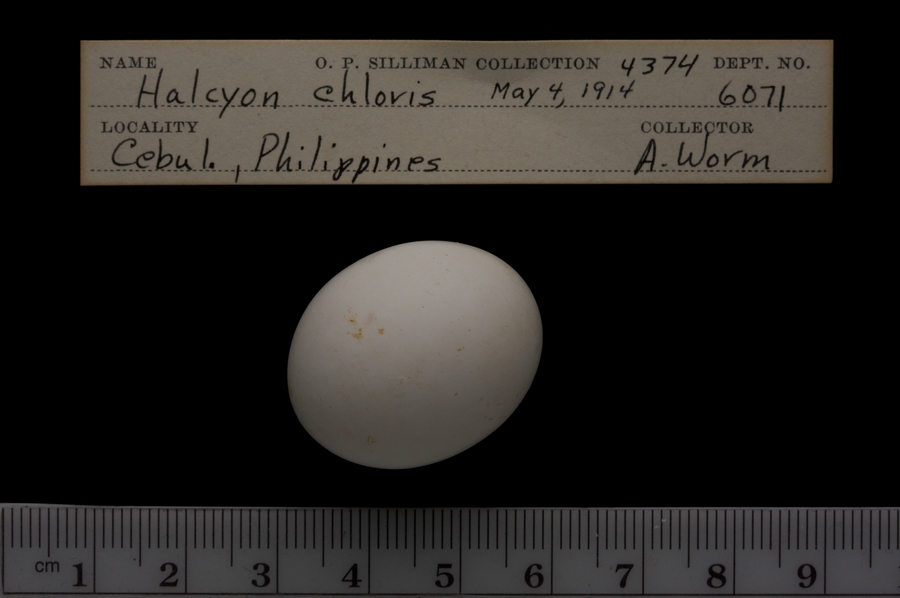 NAME O. P. SILLIMAN COLLECTION 4374 DEPT. NO.
Halcyon chloris May 4, 1914 6071
LOCALITY COLLECTOR
Cebul., Philippines A. Worm
cm 1 2 3 4 5 6 7 8 9